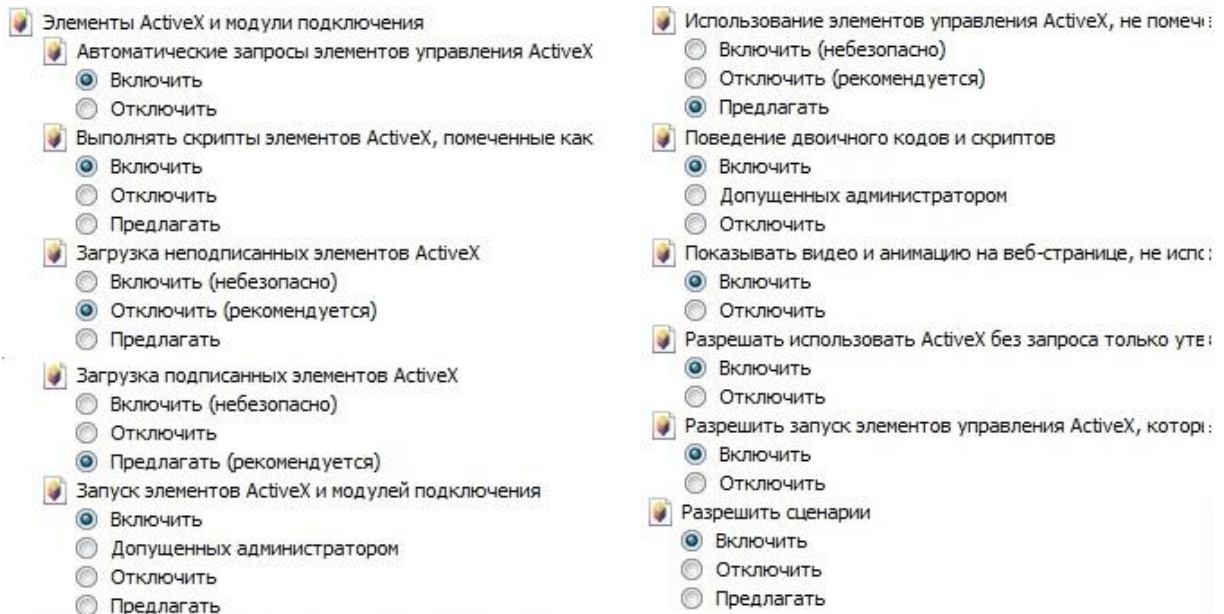 Элементы ActiveX и модули подключения
Автоматические запросы элементов управления ActiveX
Включить
Отключить
Выполнять скрипты элементов ActiveX, помеченные как
Включить
Отключить
Предлагать
Загрузка неподписанных элементов ActiveX
Включить (небезопасно)
Отключить (рекомендуется)
Предлагать
Загрузка подписанных элементов ActiveX
Включить (небезопасно)
Отключить
Предлагать (рекомендуется)
Запуск элементов ActiveX и модулей подключения
Включить
Допущенных администратором
Отключить
Предлагать
Использование элементов управления ActiveX, не
Включить (небезопасно)
Отключить (рекомендуется)
Предлагать
Поведение двоичного кодов и скриптов
Включить
Допущенных администратором
Отключить
Показывать видео и анимацию на веб-странице, не
Включить
Отключить
Разрешать использовать ActiveX без запроса только
Включить
Отключить
Разрешить запуск элементов управления ActiveX,
Включить
Отключить
Разрешить сценарии
Включить
Отключить
Предлагать